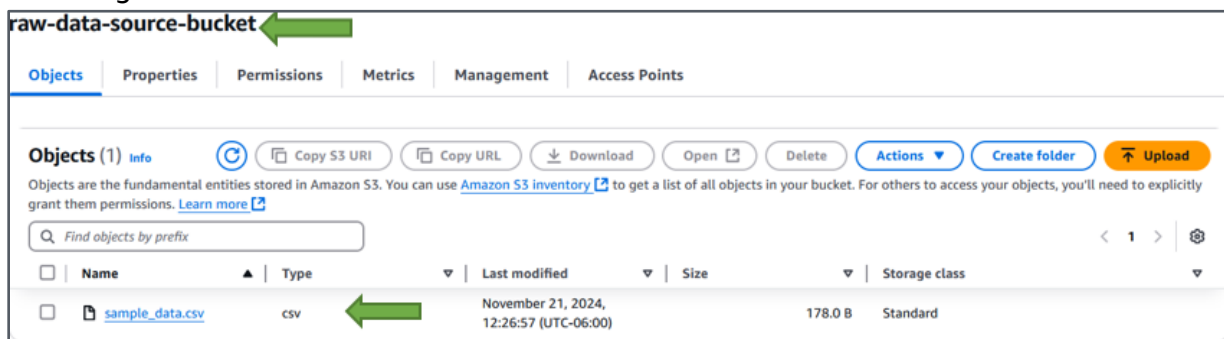 raw-data-source-bucket
Objects Properties Permissions Metrics Management Access Points
Objects (1) Info Copy S3 URI Copy URL Download Open Delete Actions Create folder Upload
Objects are the fundamental entities stored in Amazon S3. You can use Amazon S3 inventory to get a list of all objects in your bucket. For others to access your objects, you'll need to explicitly
grant them permissions. Learn more
Find objects by prefix 1
Name Type Last modified Size Storage class
sample_data.csv csv November 21, 2024, 178.0 B Standard
12:26:57 (UTC-06:00)